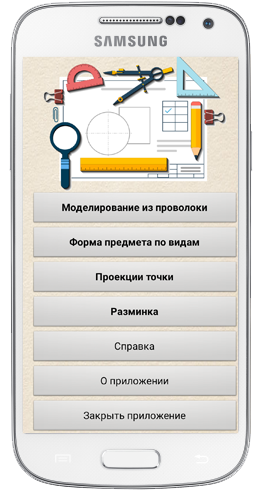 SAMSUNG
Моделирование из проволоки
Форма предмета по видам
Проекции точки
Разминка
Справка
О приложении
Закрыть приложение